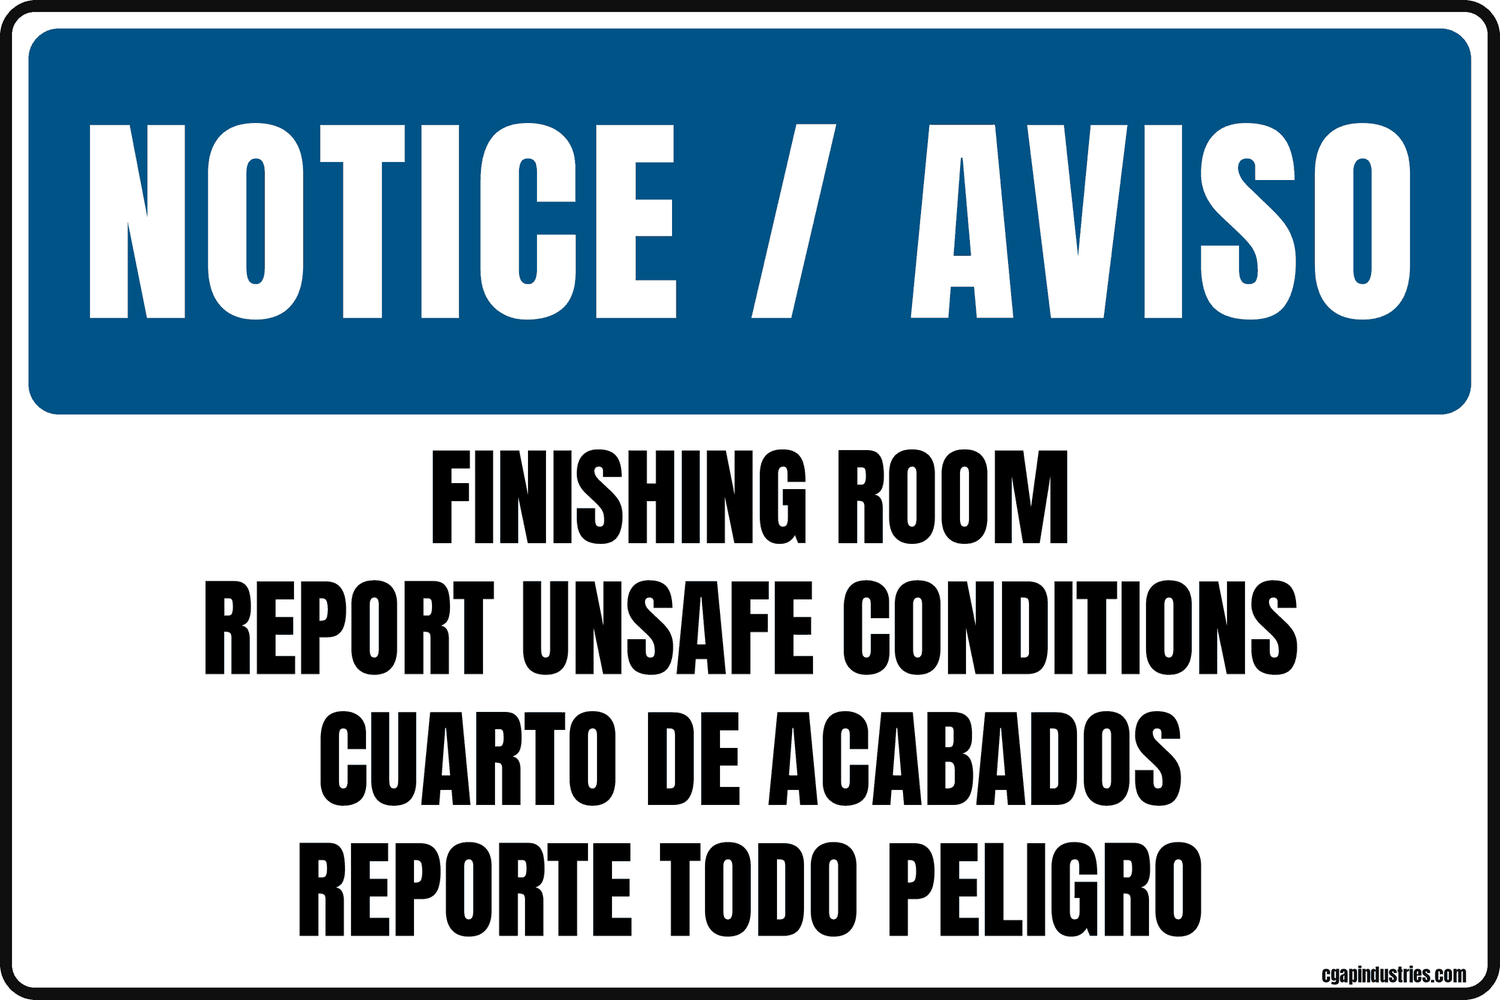 NOTICE / AVISO
FINISHING ROOM
REPORT UNSAFE CONDITIONS
CUARTO DE ACABADOS
REPORTE TODO PELIGRO
cgapindustries.com